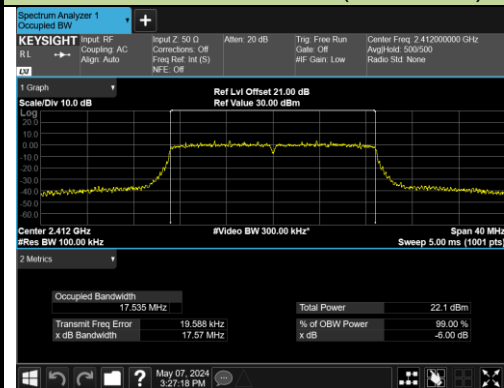 Spectrum Analyzer 1
Occupied BW
+
KEYSIGHT
RL
Input: RF
Coupling: AC
Align: Auto
Input Z: 50 Ω
Corrections: Off
Freq Ref: Int (S)
NFE: Off
Atten: 20 dB
Trig: Free Run
Gate: Off
#IF Gain: Low
Center Freq: 2.412000000 GHz
Avg|Hold: 500/500
Radio Std: None
1 Graph
Scale/Div 10.0 dB
Ref Lvl Offset 21.00 dB
Ref Value 30.00 dBm
Log
20.0
10.0
0.00
-10.0
-20.0
-30.0
-40.0
-50.0
-60.0
Center 2.412 GHz
#Res BW 100.00 kHz
#Video BW 300.00 kHz*
Span 40 MHz
Sweep 5.00 ms (1001 pts)
2 Metrics
Occupied Bandwidth
17.535 MHz
Total Power 22.1 dBm
Transmit Freq Error 19.588 kHz
% of OBW Power 99.00 %
x dB Bandwidth 17.57 MHz
x dB -6.00 dB
?
May 07, 2024
3:27:18 PM